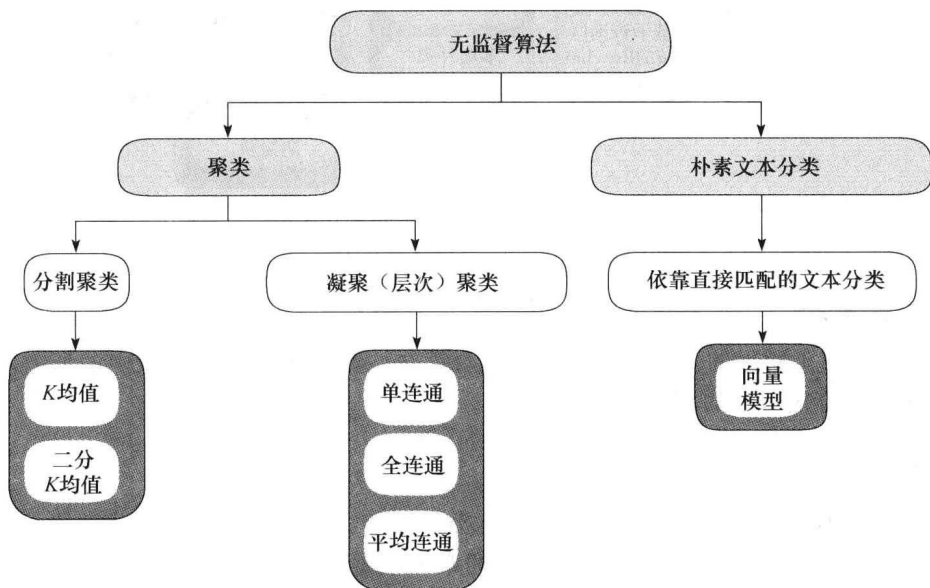 无监督算法
聚类
朴素文本分类
分割聚类
凝聚（层次）聚类
依靠直接匹配的文本分类
K均值
二分
K均值
单连通
全连通
平均连通
向量
模型